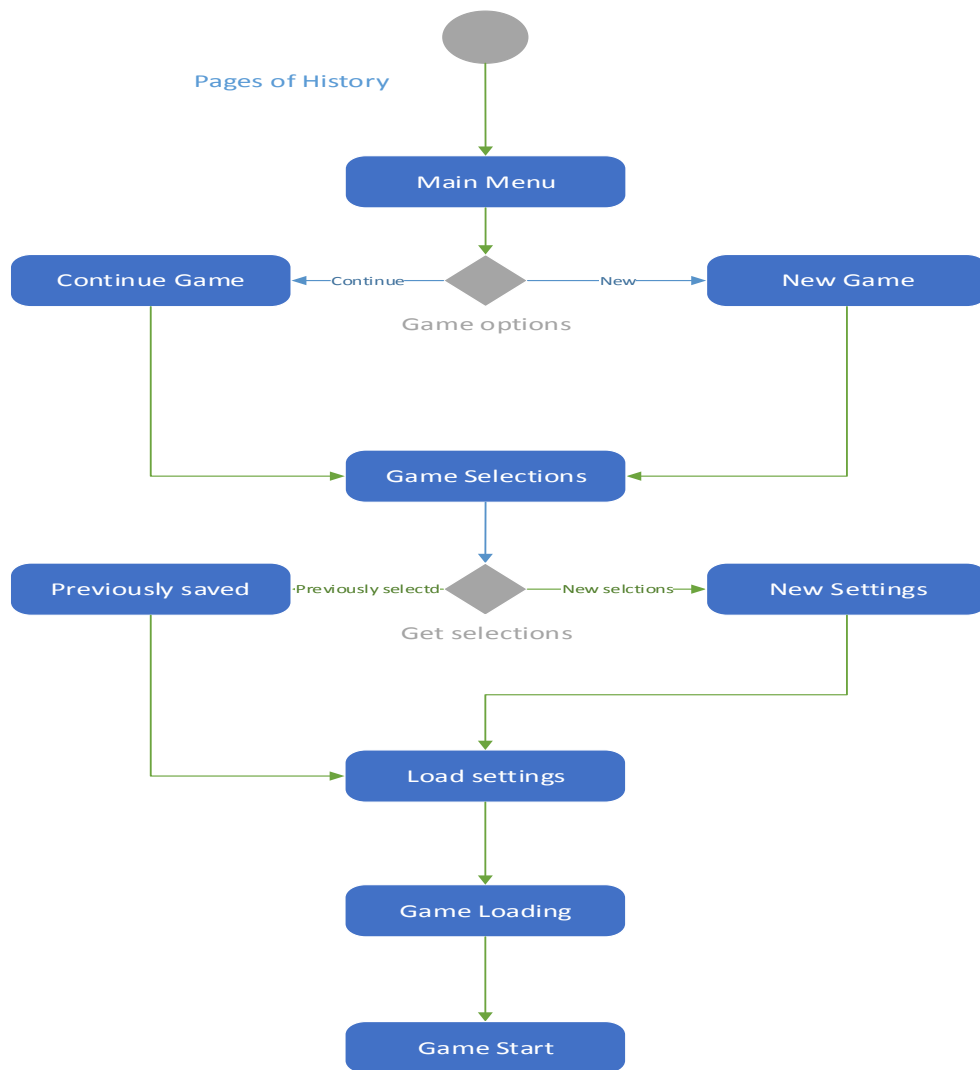 Pages of History
Main Menu
Continue Game
Continue
New
New Game
Game options
Game Selections
Previously saved
Previously selectd
New selctions
New Settings
Get selections
Load settings
Game Loading
Game Start